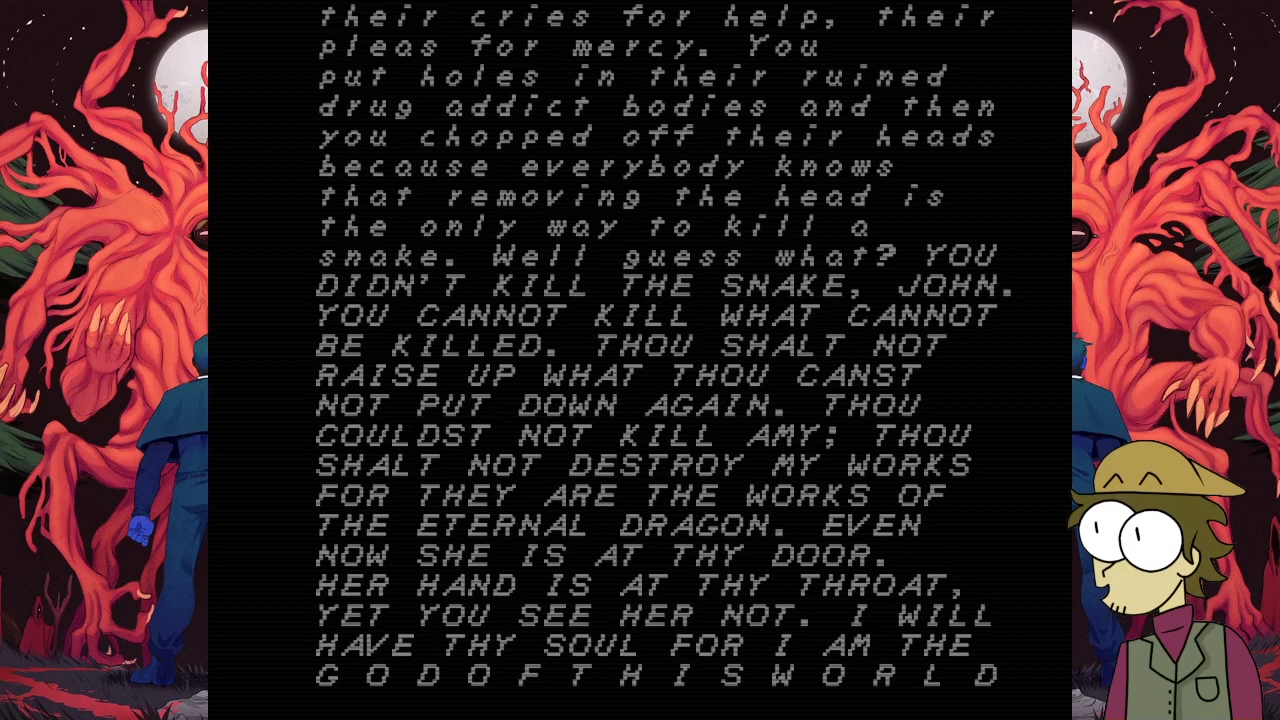 their cries for help, their
pleas for mercy. You
put holes in their ruined
drug addict bodies and then
you chopped off their heads
because everybody knows
that removing the head is
the only way to kill a
snake. Well guess what? YOU
DIDN'T KILL THE SNAKE, JOHN.
YOU CANNOT KILL WHAT CANNOT
BE KILLED. THOU SHALT NOT
RAISE UP WHAT THOU CANST
NOT PUT DOWN AGAIN. THOU
COULDST NOT KILL AMY; THOU
SHALT NOT DESTROY MY WORKS
FOR THEY ARE THE WORKS OF
THE ETERNAL DRAGON. EVEN
NOW SHE IS AT THY DOOR.
HER HAND IS AT THY THROAT,
YET YOU SEE HER NOT. I WILL
HAVE THY SOUL FOR I AM THE
G O D O F T H I S W O R L D